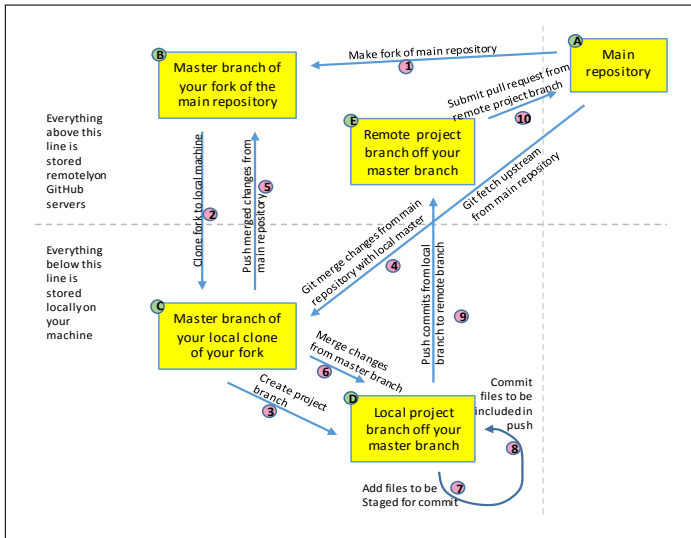 A
Main
repository
B
Master branch of
your fork of the
main repository
Make fork of main repository
1
Submit pull request from
remote project branch
10
E
Remote project
branch off your
master branch
Everything
above this
line is
stored
remotelyon
GitHub
servers
Clone fork to local machine
2
Push merged changes from
main repository
5
Git fetch upstream
from main repository
Git merge changes from main
repository with local master
4
Everything
below this
line is
stored
locally on
your
machine
Push commits from local
branch to remote branch
9
C
Master branch of
your local clone
of your fork
Merge changes
from master branch
6
Create project
branch
3
D
Local project
branch off your
master branch
Commit
files to be
included in
push
8
7
Add files to be
Staged for commit